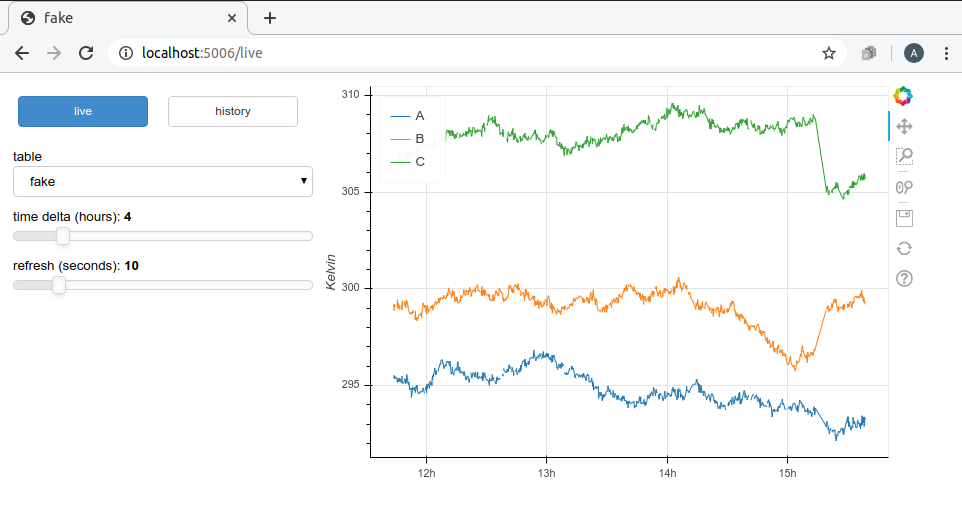 fake
localhost:5006/live
A
live
history
table
fake
time delta (hours): 4
refresh (seconds): 10
Kelvin
310
305
300
295
A
B
C
12h
13h
14h
15h